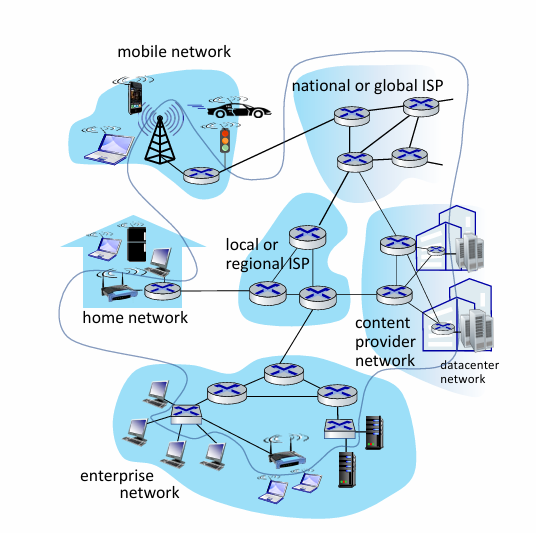 mobile network
national or global ISP
local or
regional ISP
home network
content
provider
network
datacenter
network
enterprise
network